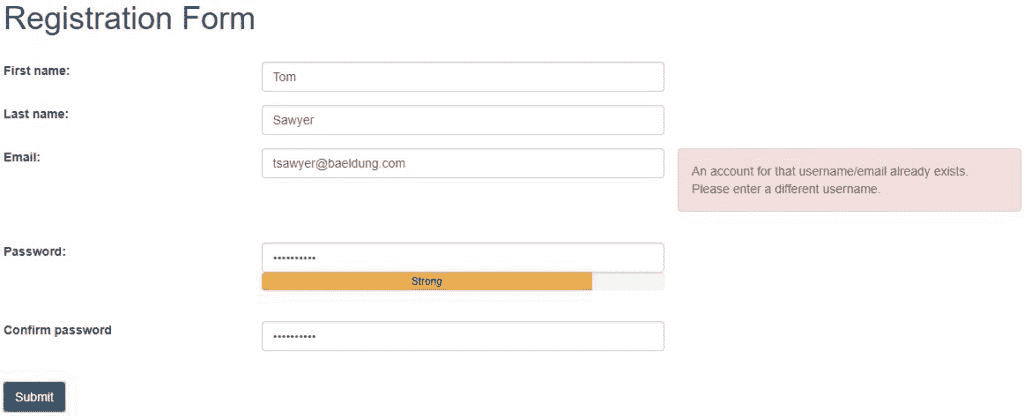 Registration Form
First name:
Tom
Last name:
Sawyer
Email:
tsawyer@baeldung.com
An account for that username/email already exists.
Please enter a different username.
Password:
••••••••••
Strong
Confirm password
••••••••••
Submit